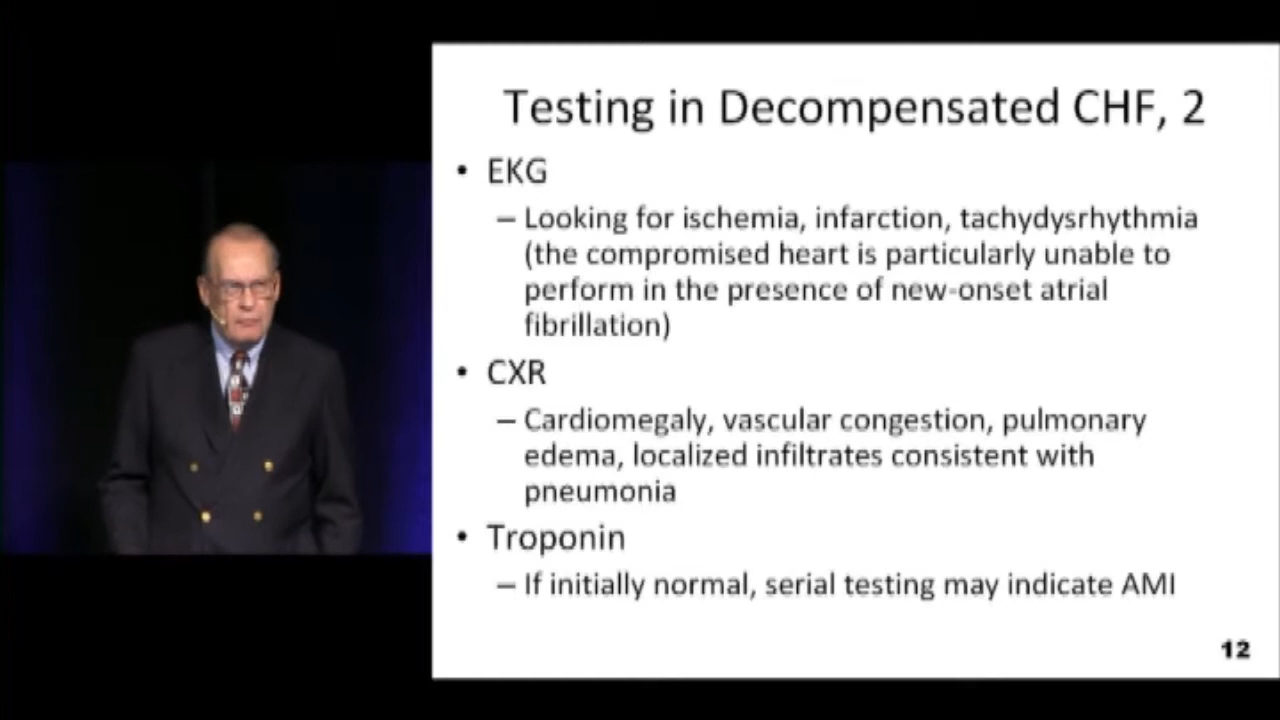 Testing in Decompensated CHF, 2
• EKG
– Looking for ischemia, infarction, tachydysrhythmia
(the compromised heart is particularly unable to
perform in the presence of new-onset atrial
fibrillation)
• CXR
– Cardiomegaly, vascular congestion, pulmonary
edema, localized infiltrates consistent with
pneumonia
• Troponin
– If initially normal, serial testing may indicate AMI
12